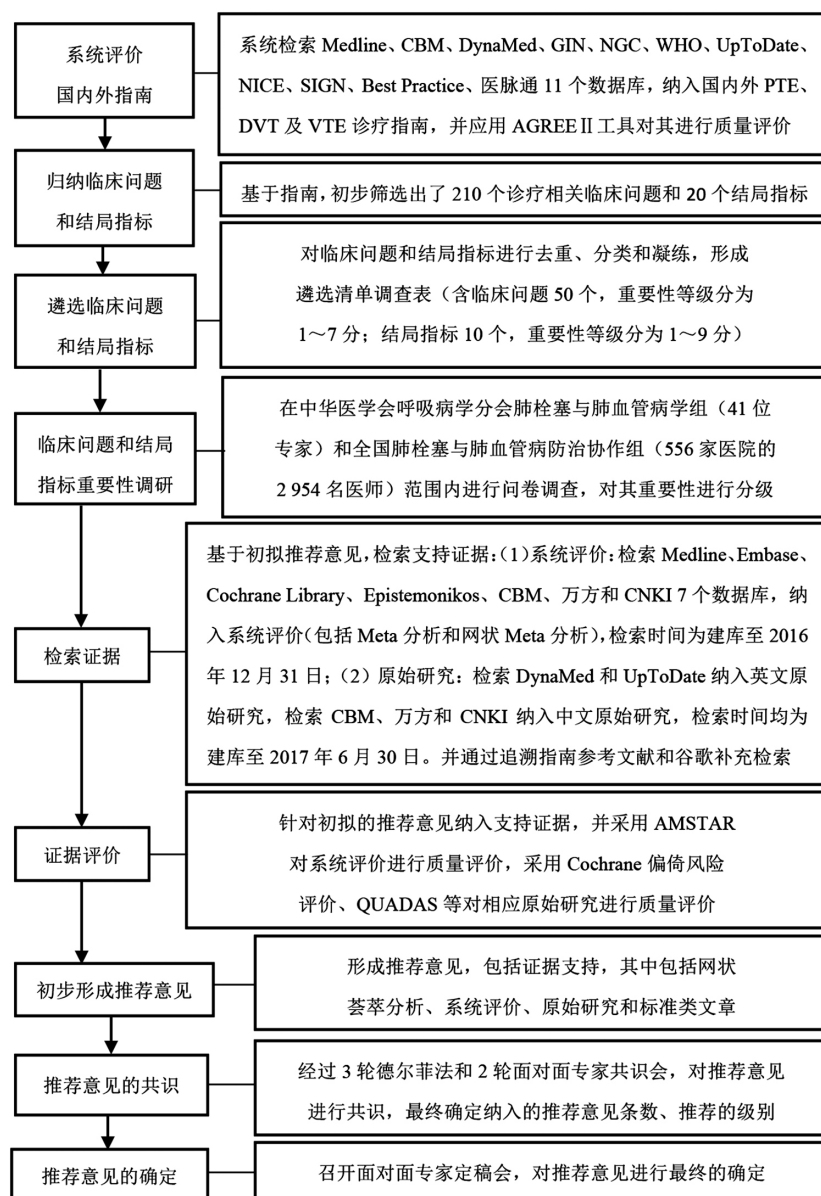 系统评价
国内外指南
系统检索 Medline、CBM、DynaMed、GIN、NGC、WHO、UpToDate、
NICE、SIGN、Best Practice、医脉通 11 个数据库，纳入国内外 PTE、
DVT 及 VTE 诊疗指南，并应用 AGREEⅡ工具对其进行质量评价
归纳临床问题
和结局指标
基于指南，初步筛选出了 210 个诊疗相关临床问题和 20 个结局指标
遴选临床问题
和结局指标
对临床问题和结局指标进行去重、分类和凝练，形成
遴选清单调查表（含临床问题 50 个，重要性等级分为
1～7 分；结局指标 10 个，重要性等级分为 1～9 分）
临床问题和结局
指标重要性调研
在中华医学会呼吸病学分会肺栓塞与肺血管病学组（41 位
专家）和全国肺栓塞与肺血管病防治协作组（556 家医院的
2 954 名医师）范围内进行问卷调查，对其重要性进行分级
检索证据
基于初拟推荐意见，检索支持证据：（1）系统评价：检索 Medline、Embase、
Cochrane Library、Epistemonikos、CBM、万方和 CNKI 7 个数据库，纳
入系统评价（包括 Meta 分析和网状 Meta 分析），检索时间为建库至 2016
年 12 月 31 日；（2）原始研究：检索 DynaMed 和 UpToDate 纳入英文原
始研究，检索 CBM、万方和 CNKI 纳入中文原始研究，检索时间均为
建库至 2017 年 6 月 30 日。并通过追溯指南参考文献和谷歌补充检索
证据评价
针对初拟的推荐意见纳入支持证据，并采用 AMSTAR
对系统评价进行质量评价，采用 Cochrane 偏倚风险
评价、QUADAS 等对相应原始研究进行质量评价
初步形成推荐意见
形成推荐意见，包括证据支持，其中包括网状
荟萃分析、系统评价、原始研究和标准类文章
推荐意见的共识
经过 3 轮德尔菲法和 2 轮面对面专家共识会，对推荐意见
进行共识，最终确定纳入的推荐意见条数、推荐的级别
推荐意见的确定
召开面对面专家定稿会，对推荐意见进行最终的确定